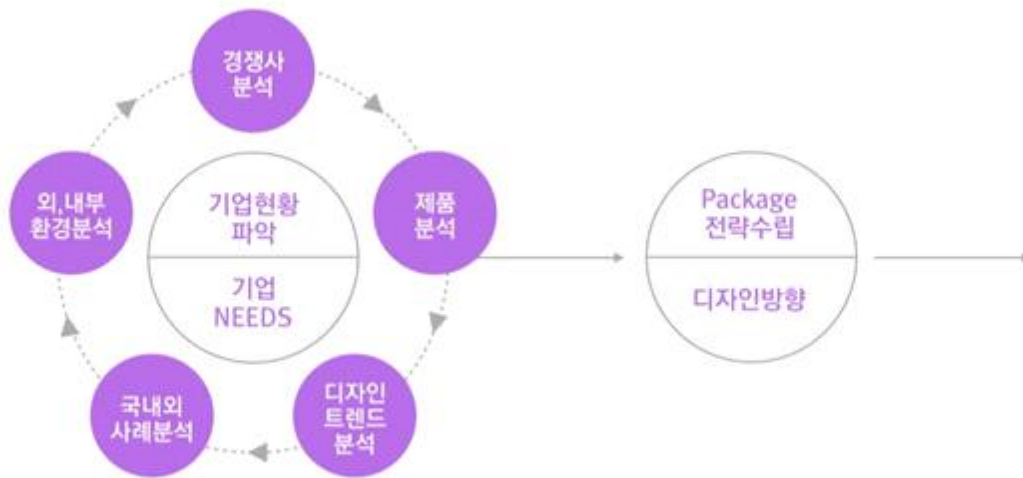 경쟁사
분석
제품
분석
디자인
트렌드
분석
국내외
사례분석
외,내부
환경분석
기업현황
파악
기업
NEEDS
Package
전략수립
디자인방향